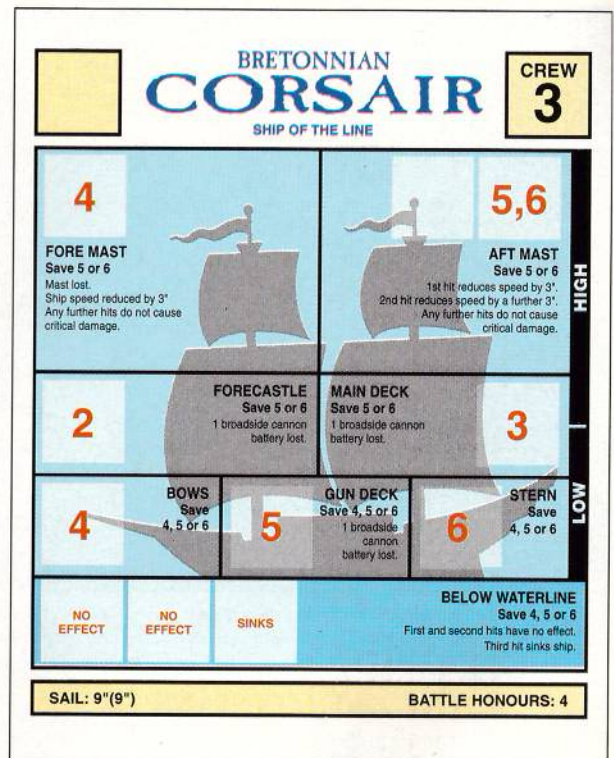 BRETONNIAN
CORSAIR
SHIP OF THE LINE
CREW
3
4
FORE MAST
Save 5 or 6
Mast lost.
Ship speed reduced by 3"
Any further hits do not cause
critical damage.
5,6
AFT MAST
Save 5 or 6
1st hit reduces speed by 3".
2nd hit reduces speed by a further 3".
Any further hits do not cause
critical damage.
HIGH
2
FORECASTLE
Save 5 or 6
1 broadside cannon
battery lost.
MAIN DECK
Save 5 or 6
1 broadside cannon
battery lost.
3
4
BOWS
Save
4, 5 or 6
5
GUN DECK
Save 4, 5 or 6
1 broadside
cannon
battery lost.
6
STERN
Save
4, 5 or 6
LOW
NO
EFFECT
NO
EFFECT
SINKS
BELOW WATERLINE
Save 4, 5 or 6
First and second hits have no effect.
Third hit sinks ship.
SAIL: 9"(9")
BATTLE HONOURS: 4